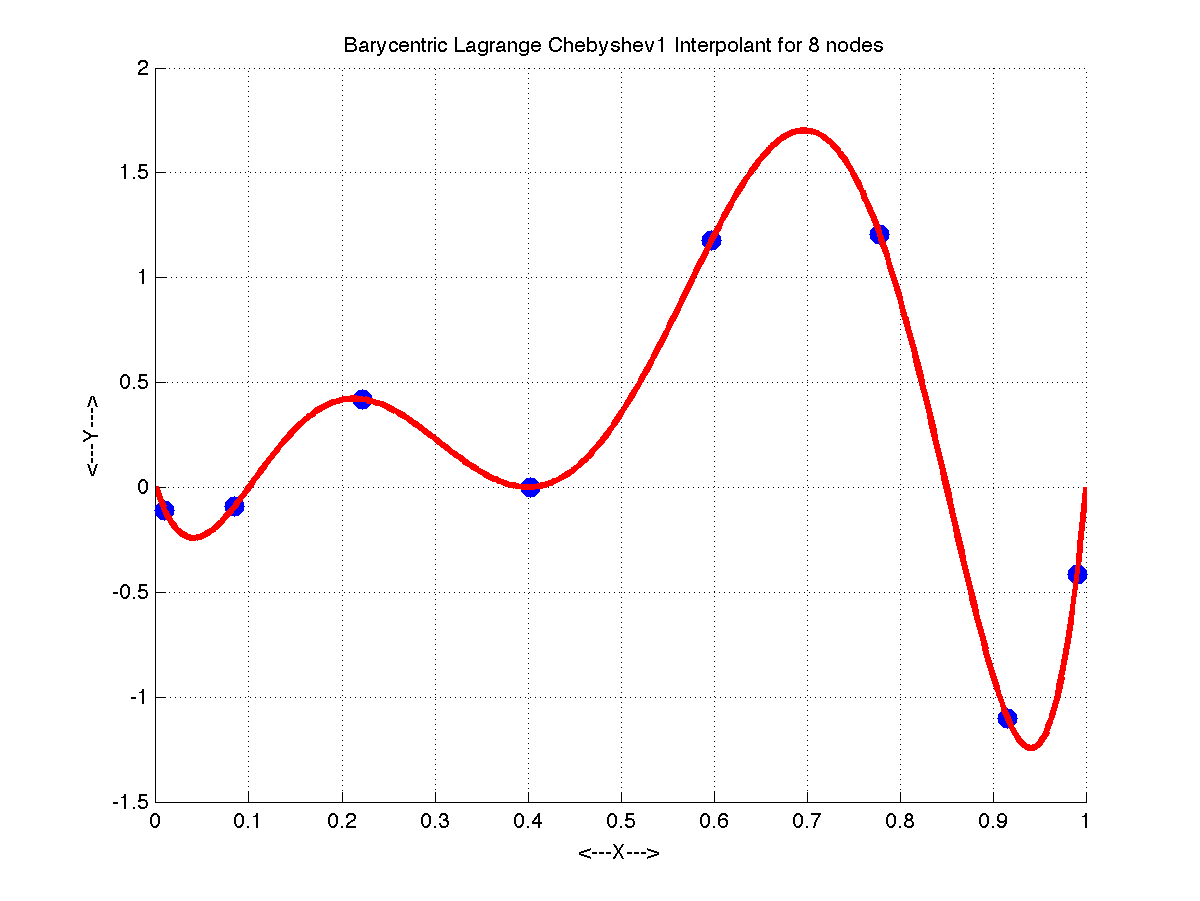 Barycentric Lagrange Chebyshev1 Interpolant for 8 nodes
2
1.5
1
0.5
0
-0.5
-1
-1.5
<---Y--->
0 0.1 0.2 0.3 0.4 0.5 0.6 0.7 0.8 0.9 1
<---X--->